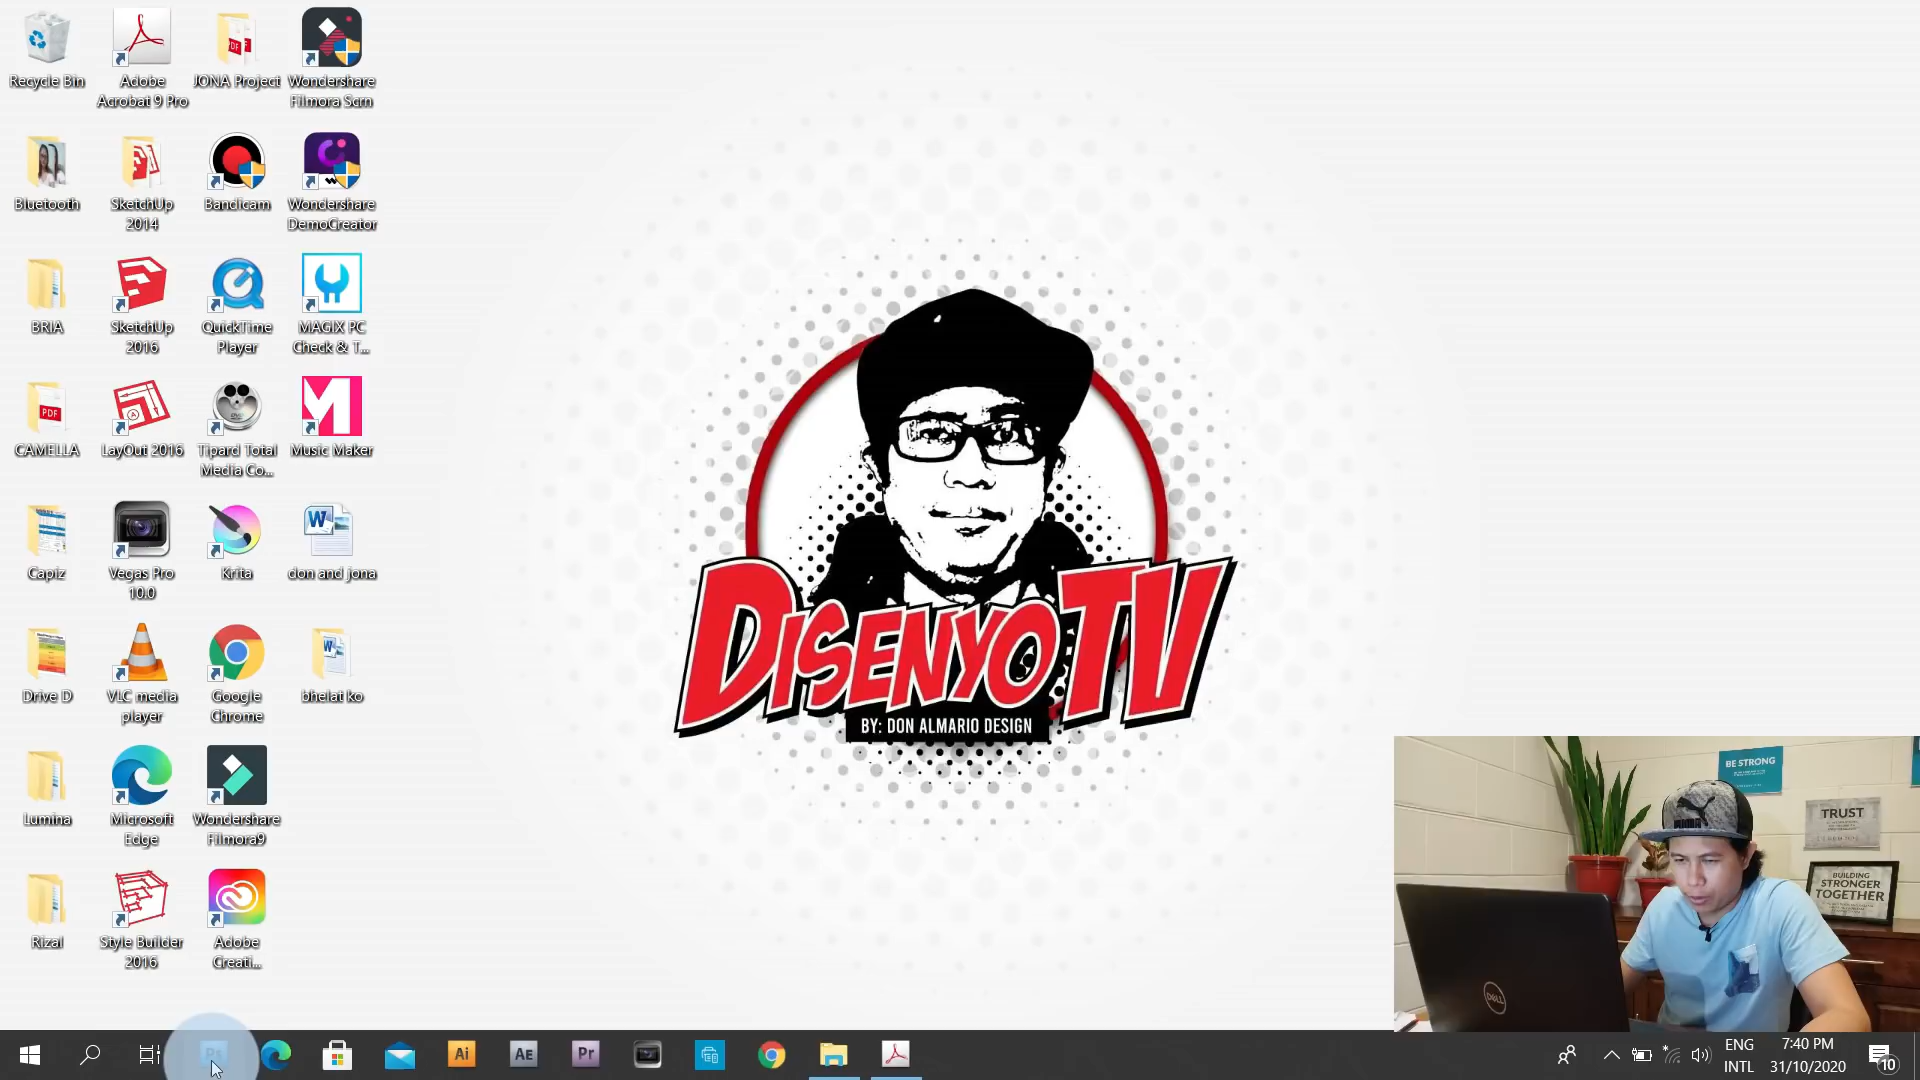 Recycle Bin
Adobe
Acrobat 9 Pro
JONA Project
Wondershare
Filmora Scrn
Bluetooth
SketchUp
2014
Bandicam
Wondershare
DemoCreator
BRIA
SketchUp
2016
QuickTime
Player
MAGIX PC
Check & T...
CAMELLA
LayOut 2016
Tipard Total
Media Co...
Music Maker
Capiz
Vegas Pro
10.0
Krita
don and jona
Drive D
VLC media
player
Google
Chrome
bhelat ko
Lumina
Microsoft
Edge
Wondershare
Filmora9
Rizal
Style Builder
2016
Adobe
Creati...
DISENYO TV
BY: DON ALMARIO DESIGN
BE STRONG
TRUST
BUILDING
STRONGER
TOGETHER
PUMA
DELL
PDF
Ps
Ai
AE
Pr
ENG
INTL
7:40 PM
31/10/2020
10